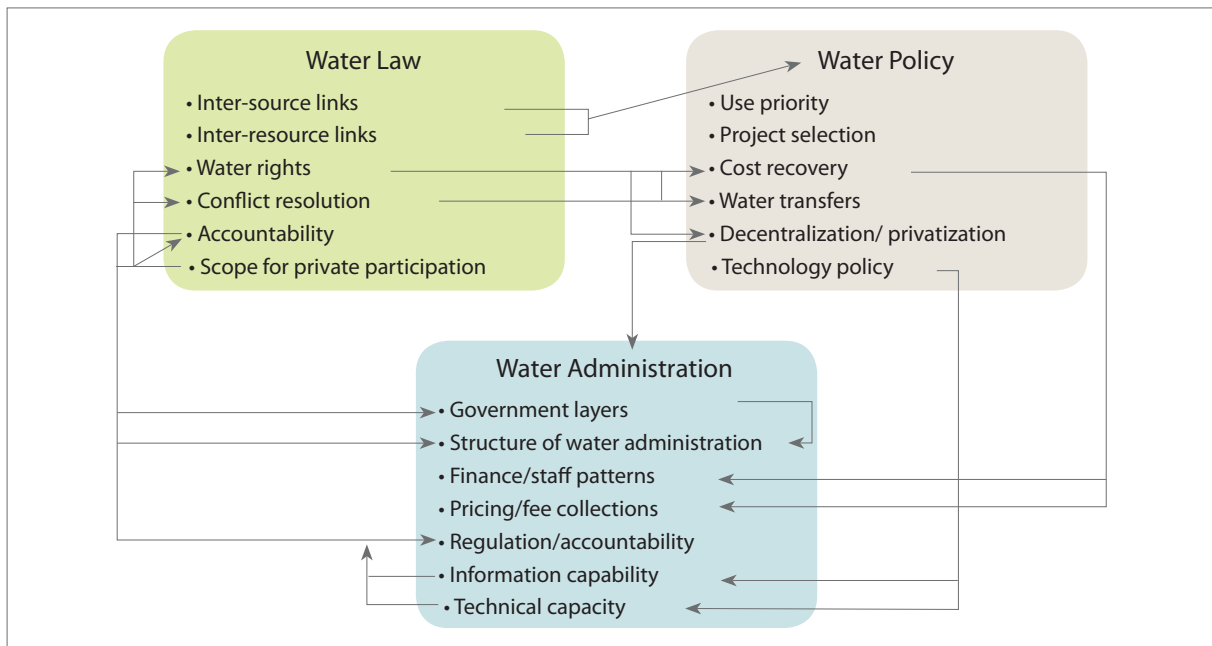 Water Law
• Inter-source links
• Inter-resource links
• Water rights
• Conflict resolution
• Accountability
• Scope for private participation
Water Policy
• Use priority
• Project selection
• Cost recovery
• Water transfers
• Decentralization/ privatization
• Technology policy
Water Administration
• Government layers
• Structure of water administration
• Finance/staff patterns
• Pricing/fee collections
• Regulation/accountability
• Information capability
• Technical capacity